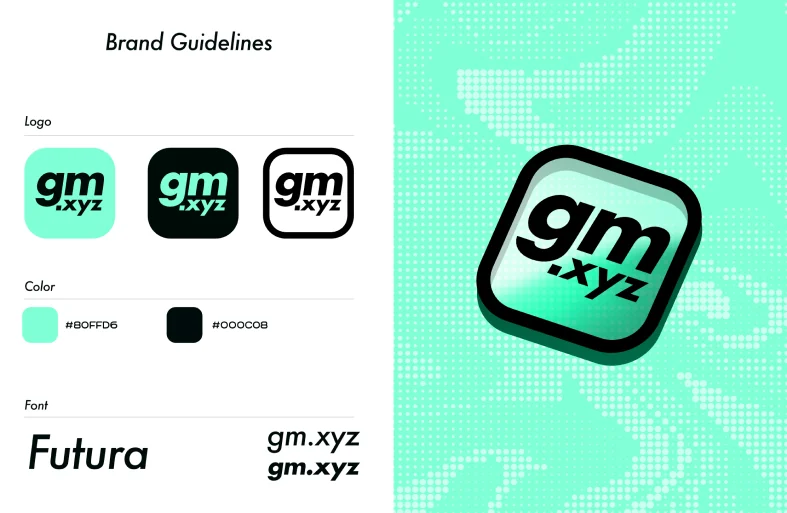 Brand Guidelines
Logo
gm
.xyz
gm
.xyz
gm
.xyz
Color
#80FFD6
#000C08
Font
Futura
gm.xyz
gm.xyz
gm
.xyz